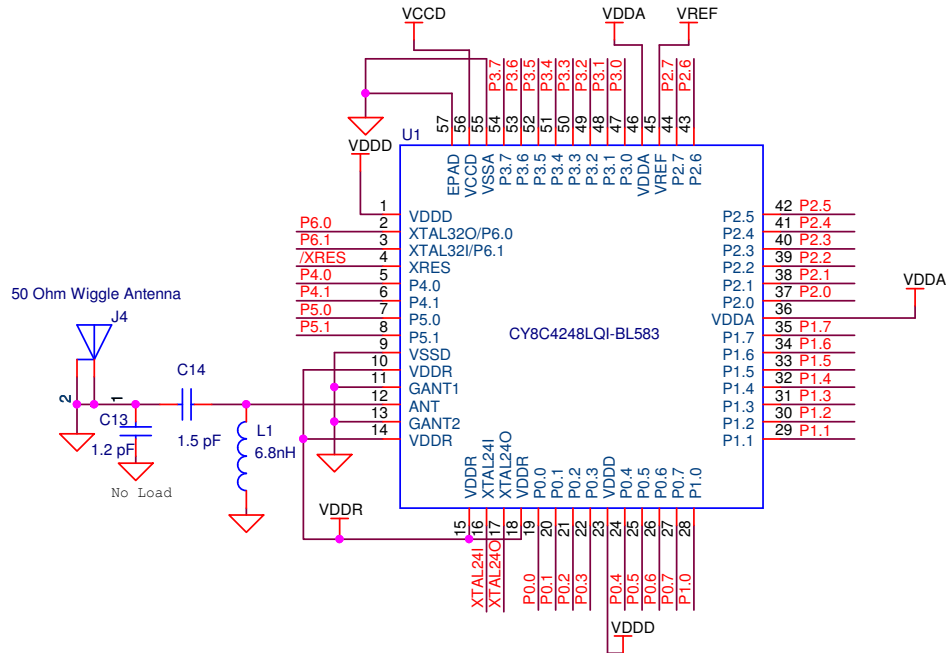 VCCD
VDDA
VREF
P3.7
P3.6
P3.5
P3.4
P3.3
P3.2
P3.1
P3.0
P2.7
P2.6
57
56
55
54
53
52
51
50
49
48
47
46
45
44
43
U1
VDDD
EPAD
VCCD
VSSA
P3.7
P3.6
P3.5
P3.4
P3.3
P3.2
P3.1
P3.0
VDDA
VREF
P2.7
P2.6
1 VDDD
P6.0 2 XTAL32O/P6.0
P6.1 3 XTAL32I/P6.1
/XRES 4 XRES
P4.0 5 P4.0
P4.1 6 P4.1
P5.0 7 P5.0
P5.1 8 P5.1
9 VSSD
10 VDDR
11 GANT1
12 ANT
13 GANT2
14 VDDR
P2.5 42 P2.5
P2.4 41 P2.4
P2.3 40 P2.3
P2.2 39 P2.2
P2.1 38 P2.1
P2.0 37 P2.0
VDDA 36
VDDA
P1.7 35 P1.7
P1.6 34 P1.6
P1.5 33 P1.5
P1.4 32 P1.4
P1.3 31 P1.3
P1.2 30 P1.2
P1.1 29 P1.1
CY8C4248LQI-BL583
50 Ohm Wiggle Antenna
J4
2
1
C14
1.5 pF
C13
1.2 pF
No Load
L1
6.8nH
VDDR
VDDR
XTAL24I
XTAL24O
VDDR
P0.0
P0.1
P0.2
P0.3
VDDD
P0.4
P0.5
P0.6
P0.7
P1.0
15
16
17
18
19
20
21
22
23
24
25
26
27
28
XTAL24I
XTAL24O
P0.0
P0.1
P0.2
P0.3
P0.4
P0.5
P0.6
P0.7
P1.0
VDDD